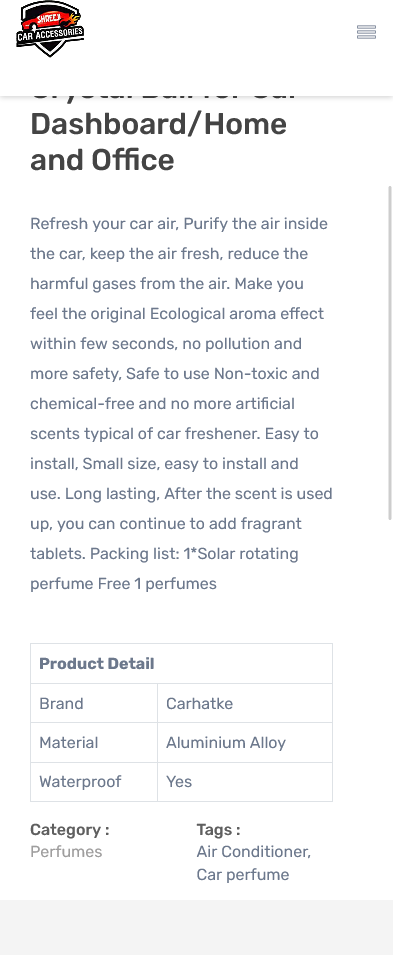 SHREEJ
CAR ACCESSORIES
Crystal Ball for Car
Dashboard/Home
and Office
Refresh your car air, Purify the air inside
the car, keep the air fresh, reduce the
harmful gases from the air. Make you
feel the original Ecological aroma effect
within few seconds, no pollution and
more safety, Safe to use Non-toxic and
chemical-free and no more artificial
scents typical of car freshener. Easy to
install, Small size, easy to install and
use. Long lasting, After the scent is used
up, you can continue to add fragrant
tablets. Packing list: 1*Solar rotating
perfume Free 1 perfumes
Product Detail
Brand Carhatke
Material Aluminium Alloy
Waterproof Yes
Category : Tags :
Perfumes Air Conditioner,
Car perfume